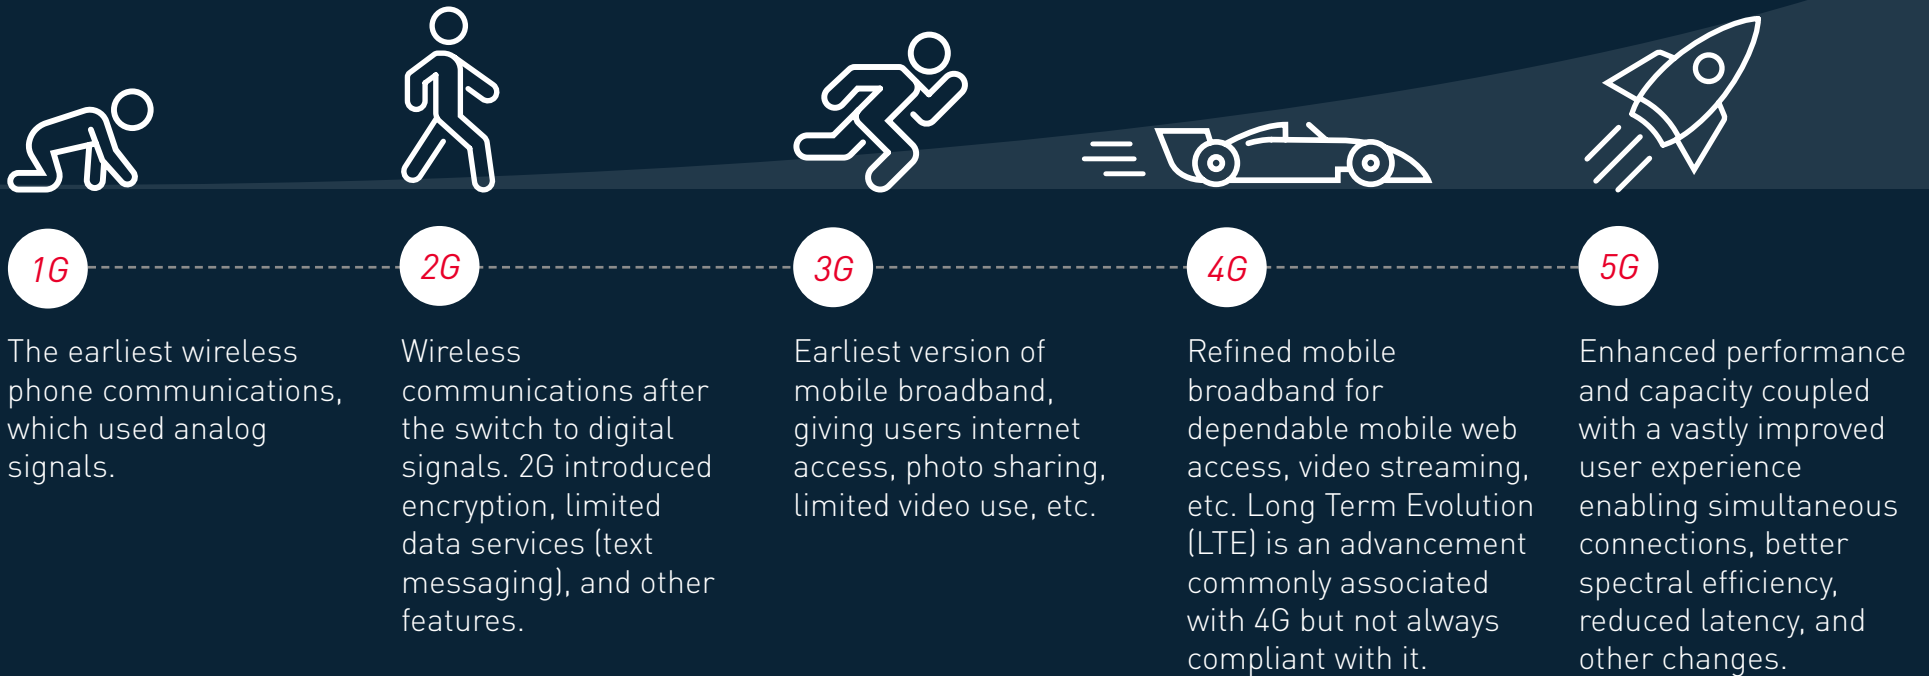 1G
2G
3G
4G
5G
The earliest wireless
phone communications,
which used analog
signals.
Wireless
communications after
the switch to digital
signals. 2G introduced
encryption, limited
data services (text
messaging), and other
features.
Earliest version of
mobile broadband,
giving users internet
access, photo sharing,
limited video use, etc.
Refined mobile
broadband for
dependable mobile web
access, video streaming,
etc. Long Term Evolution
(LTE) is an advancement
commonly associated
with 4G but not always
compliant with it.
Enhanced performance
and capacity coupled
with a vastly improved
user experience
enabling simultaneous
connections, better
spectral efficiency,
reduced latency, and
other changes.